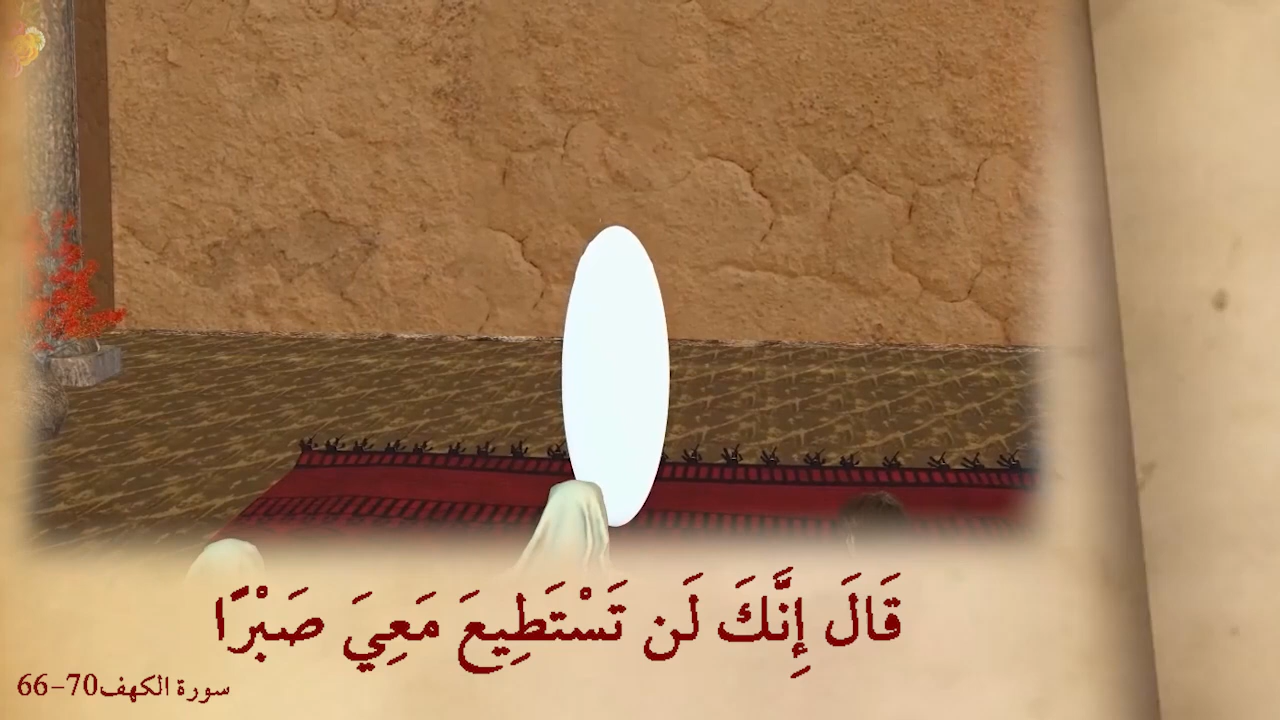 قَالَ إِنَّكَ لَن تَسْتَطِيعَ مَعِيَ صَبْرًا
سورة الكهف70-66